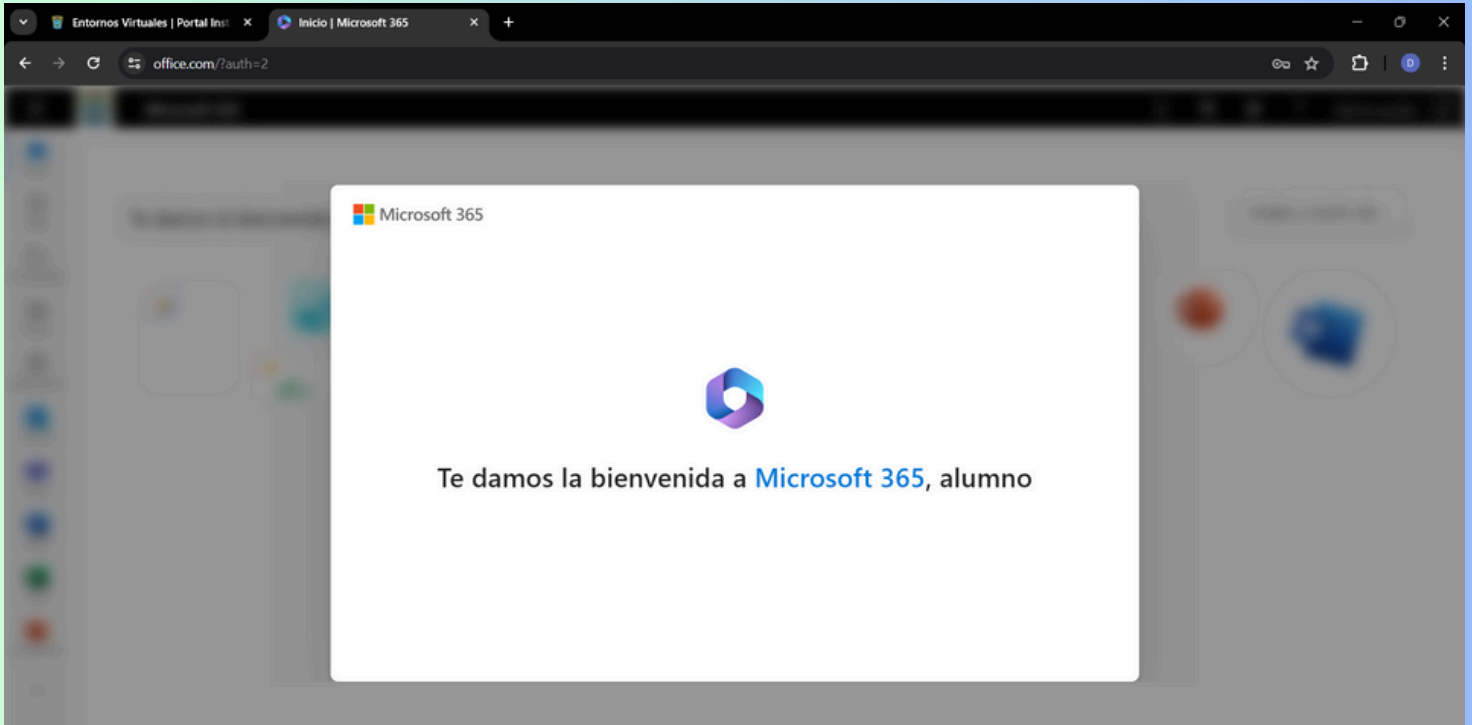 Entornos Virtuales | Portal Inst
Inicio | Microsoft 365
office.com/?auth=2
D
Microsoft 365
Te damos la bienvenida a Microsoft 365, alumno